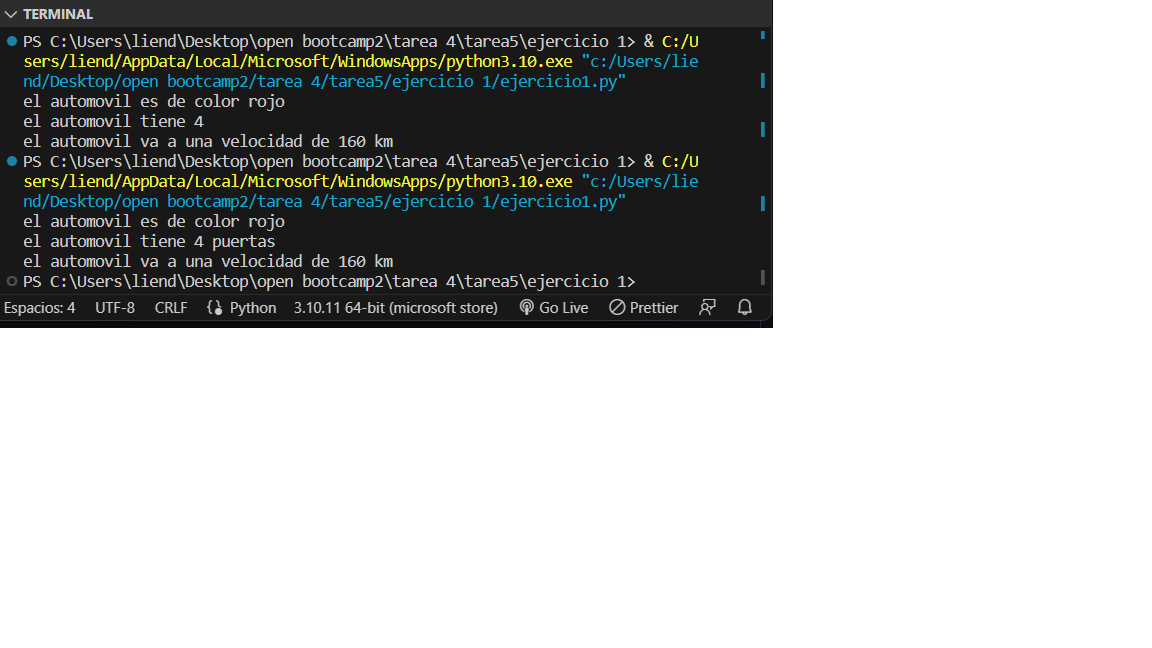 TERMINAL
PS C:\Users\liend\Desktop\open bootcamp2\tarea 4\tarea5\ejercicio 1> & C:/U
sers/liend/AppData/Local/Microsoft/WindowsApps/python3.10.exe "c:/Users/lie
nd/Desktop/open bootcamp2/tarea 4/tarea5/ejercicio 1/ejercicio1.py"
el automovil es de color rojo
el automovil tiene 4
el automovil va a una velocidad de 160 km
PS C:\Users\liend\Desktop\open bootcamp2\tarea 4\tarea5\ejercicio 1> & C:/U
sers/liend/AppData/Local/Microsoft/WindowsApps/python3.10.exe "c:/Users/lie
nd/Desktop/open bootcamp2/tarea 4/tarea5/ejercicio 1/ejercicio1.py"
el automovil es de color rojo
el automovil tiene 4 puertas
el automovil va a una velocidad de 160 km
PS C:\Users\liend\Desktop\open bootcamp2\tarea 4\tarea5\ejercicio 1>
Espacios: 4 UTF-8 CRLF Python 3.10.11 64-bit (microsoft store) Go Live Prettier